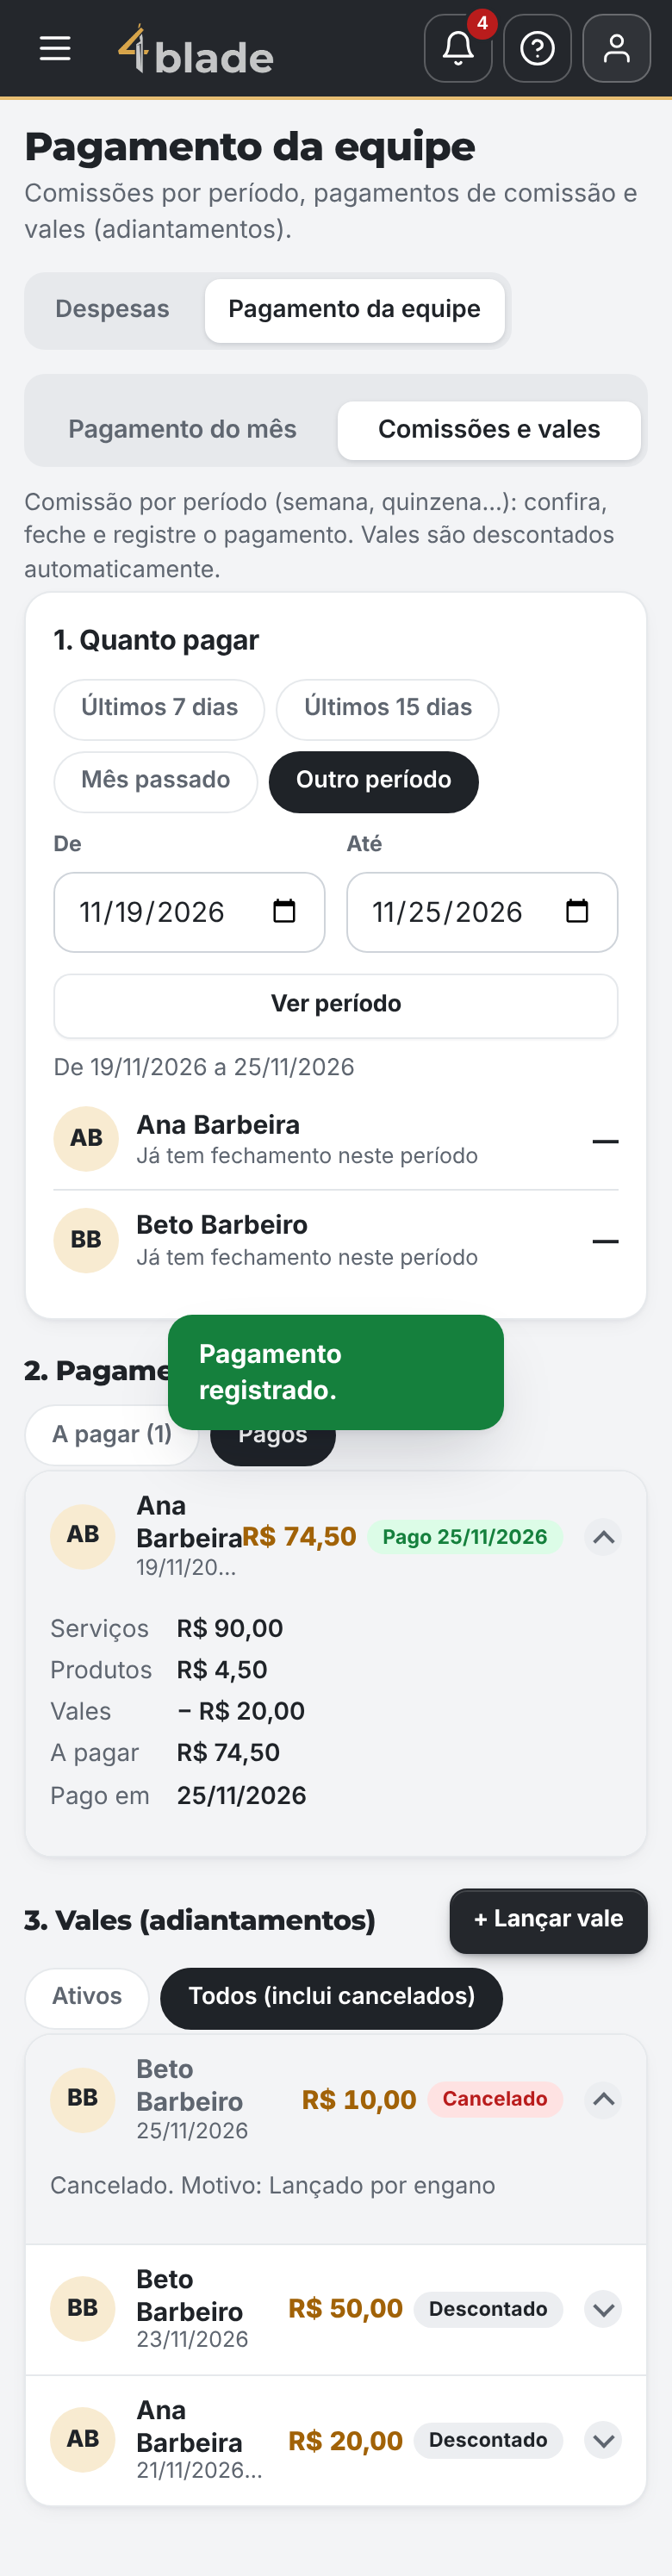 4blade
4
Pagamento da equipe
Comissões por período, pagamentos de comissão e
vales (adiantamentos).
Despesas
Pagamento da equipe
Pagamento do mês
Comissões e vales
Comissão por período (semana, quinzena...): confira,
feche e registre o pagamento. Vales são descontados
automaticamente.
1. Quanto pagar
Últimos 7 dias
Últimos 15 dias
Mês passado
Outro período
De
Até
11/19/2026
11/25/2026
Ver período
De 19/11/2026 a 25/11/2026
AB
Ana Barbeira
Já tem fechamento neste período
—
BB
Beto Barbeiro
Já tem fechamento neste período
—
Pagamento
registrado.
2. Pagame
A pagar (1)
Pagos
AB
Ana
Barbeira
19/11/20...
R$ 74,50
Pago 25/11/2026
Serviços R$ 90,00
Produtos R$ 4,50
Vales − R$ 20,00
A pagar R$ 74,50
Pago em 25/11/2026
3. Vales (adiantamentos)
+ Lançar vale
Ativos
Todos (inclui cancelados)
BB
Beto
Barbeiro
25/11/2026
R$ 10,00
Cancelado
Cancelado. Motivo: Lançado por engano
BB
Beto
Barbeiro
23/11/2026
R$ 50,00
Descontado
AB
Ana
Barbeira
21/11/2026...
R$ 20,00
Descontado